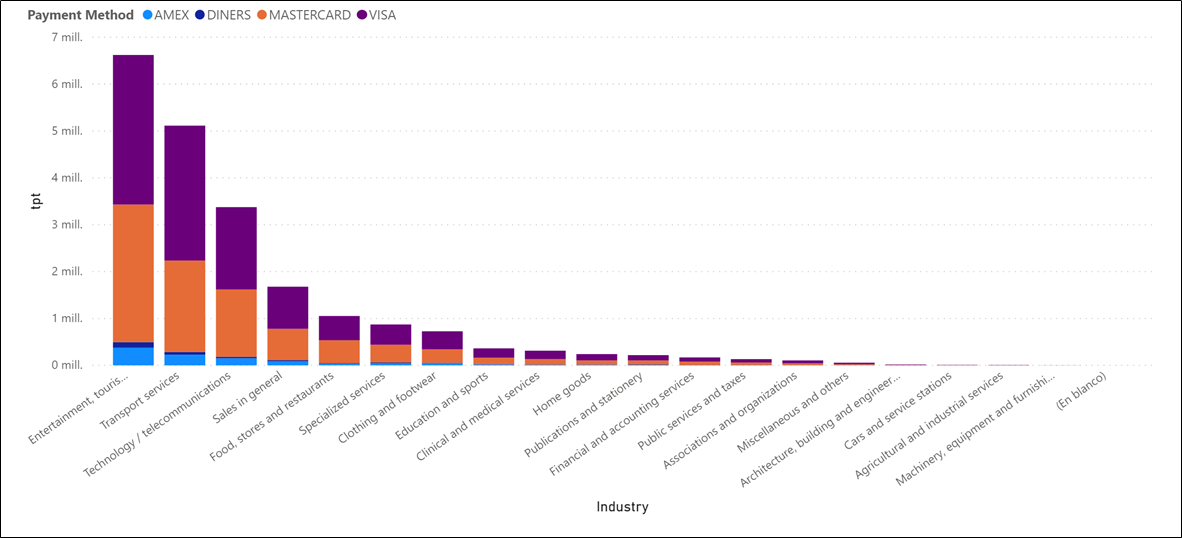 Payment Method AMEX DINERS MASTERCARD VISA
7 mill.
6 mill.
5 mill.
4 mill.
3 mill.
2 mill.
1 mill.
0 mill.
tpt
Entertainment, touris...
Transport services
Technology / telecommunications
Sales in general
Food, stores and restaurants
Specialized services
Clothing and footwear
Education and sports
Clinical and medical services
Home goods
Publications and stationery
Financial and accounting services
Public services and taxes
Associations and organizations
Miscellaneous and others
Architecture, building and engineer...
Cars and service stations
Agricultural and industrial services
Machinery, equipment and furnishi...
(En blanco)
Industry